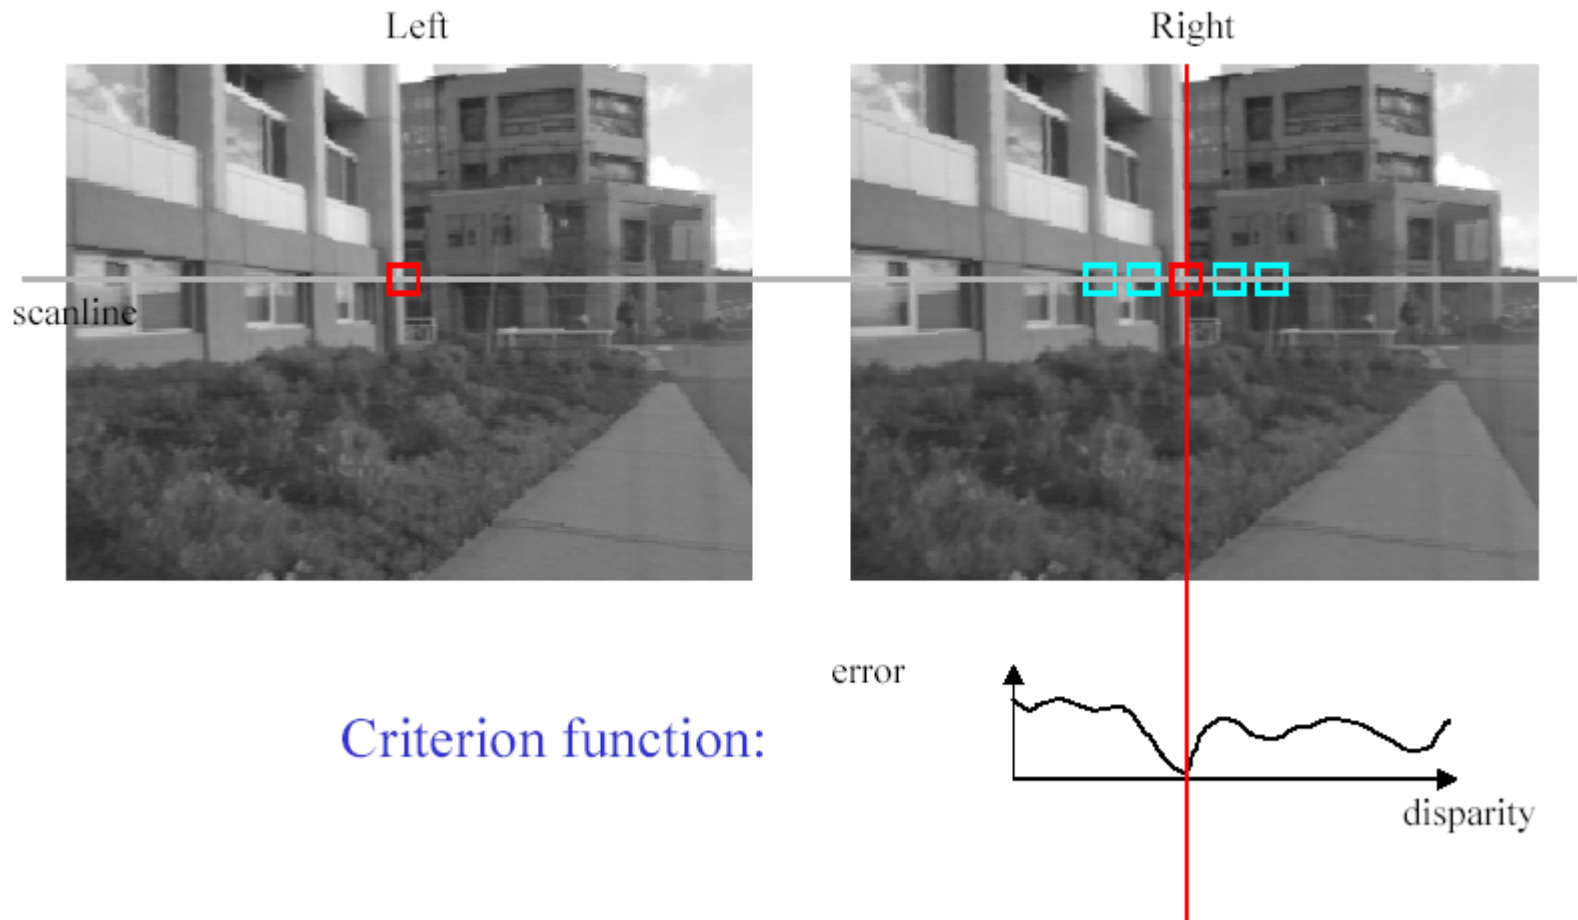 Left
Right
scanline
error
Criterion function:
disparity